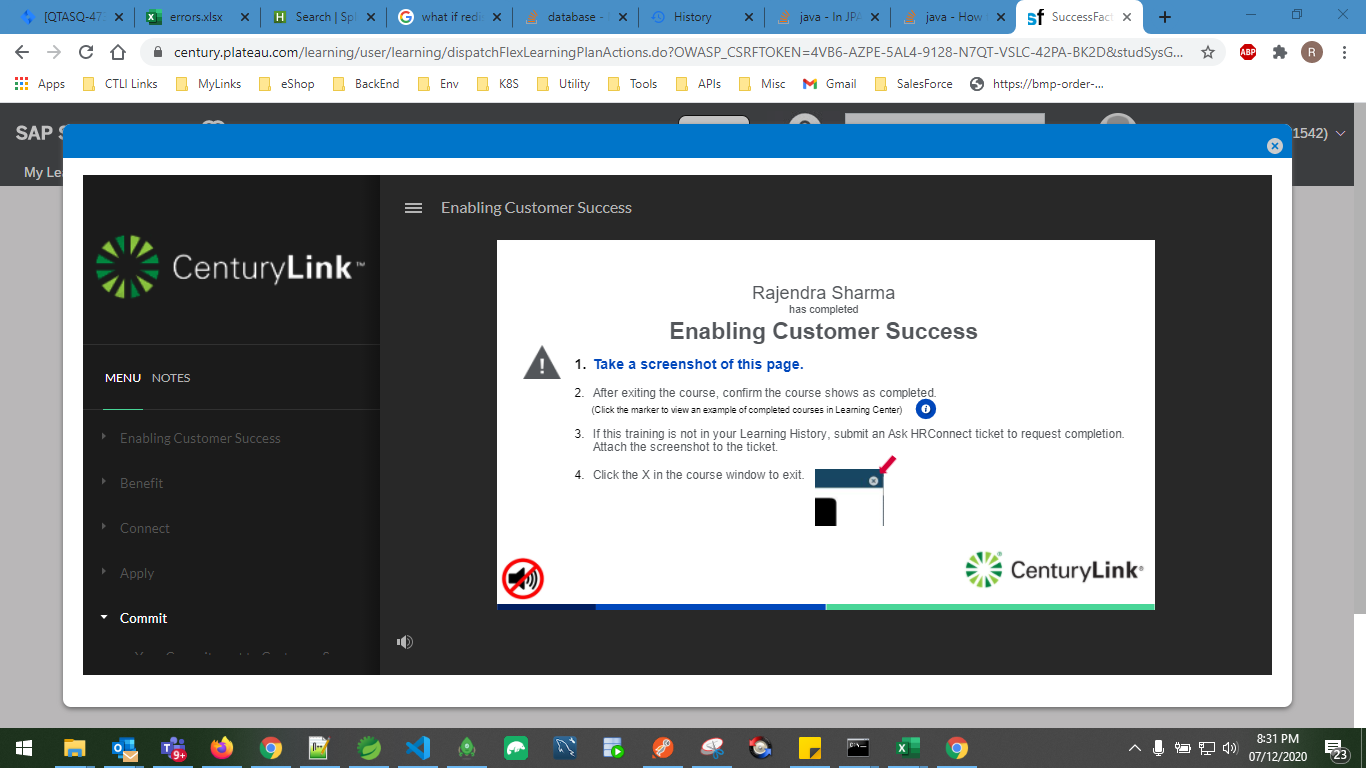 [QTASQ-47
errors.xlsx
Search | Spl
what if redi
database -
History
java - In JPA
java - How
SuccessFact
century.plateau.com/learning/user/learning/dispatchFlexLearningPlanActions.do?OWASP_CSRFTOKEN=4VB6-AZPE-5AL4-9128-N7QT-VSLC-42PA-BK2D&studSysG...
ABP
R
Apps
CTLI Links
MyLinks
eShop
BackEnd
Env
K8S
Utility
Tools
APIs
Misc
Gmail
SalesForce
https://bmp-order-...
SAP S
1542)
My Lea
CenturyLink™
Enabling Customer Success
MENU NOTES
Enabling Customer Success
Benefit
Connect
Apply
Commit
Rajendra Sharma
has completed
Enabling Customer Success
1. Take a screenshot of this page.
2. After exiting the course, confirm the course shows as completed.
(Click the marker to view an example of completed courses in Learning Center)
3. If this training is not in your Learning History, submit an Ask HRConnect ticket to request completion.
Attach the screenshot to the ticket.
4. Click the X in the course window to exit.
CenturyLink®
9+
8:31 PM
07/12/2020
23